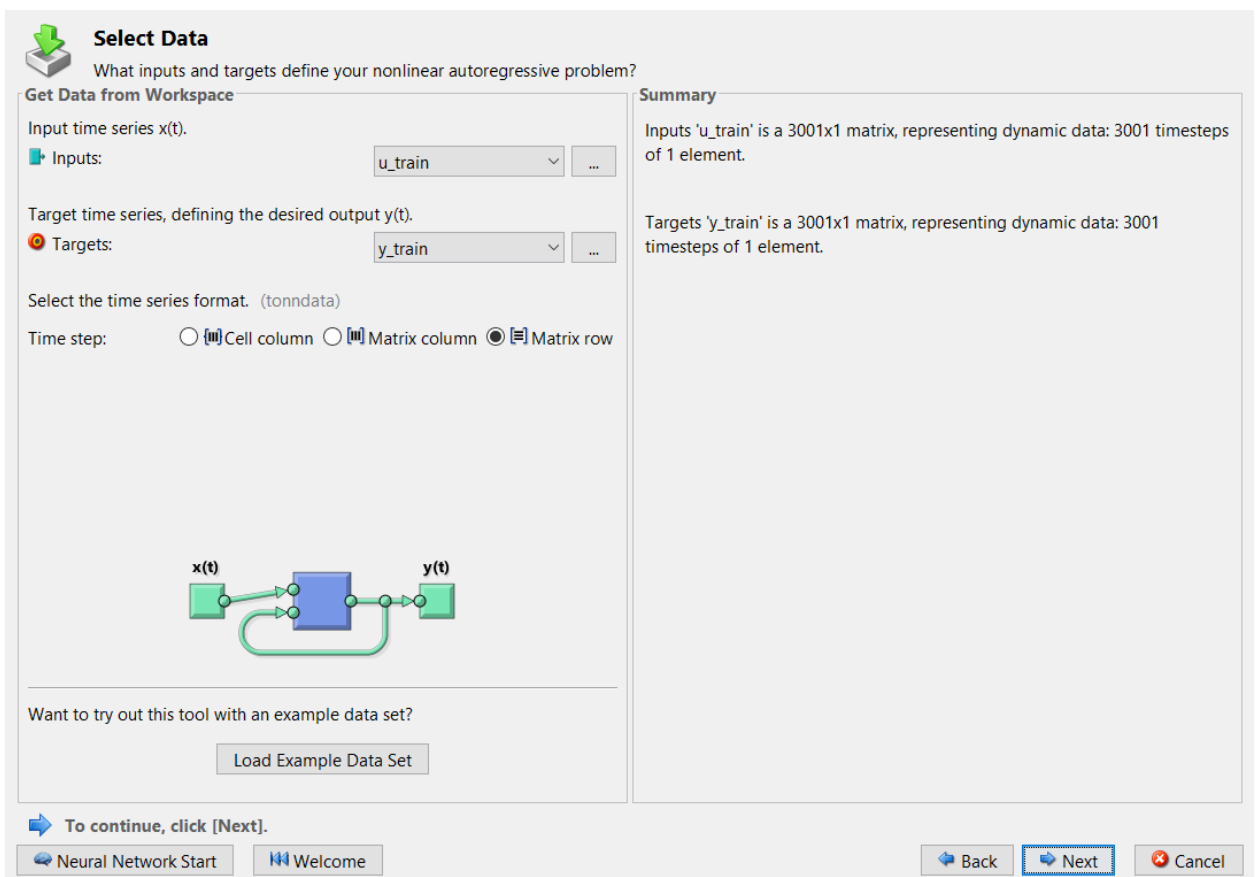 Select Data
What inputs and targets define your nonlinear autoregressive problem?
Get Data from Workspace
Input time series x(t).
Inputs:
u_train
...
Target time series, defining the desired output y(t).
Targets:
y_train
...
Select the time series format. (tonndata)
Time step:
Cell column
Matrix column
Matrix row
x(t)
y(t)
Want to try out this tool with an example data set?
Load Example Data Set
Summary
Inputs 'u_train' is a 3001x1 matrix, representing dynamic data: 3001 timesteps
of 1 element.
Targets 'y_train' is a 3001x1 matrix, representing dynamic data: 3001
timesteps of 1 element.
To continue, click [Next].
Neural Network Start
Welcome
Back
Next
Cancel